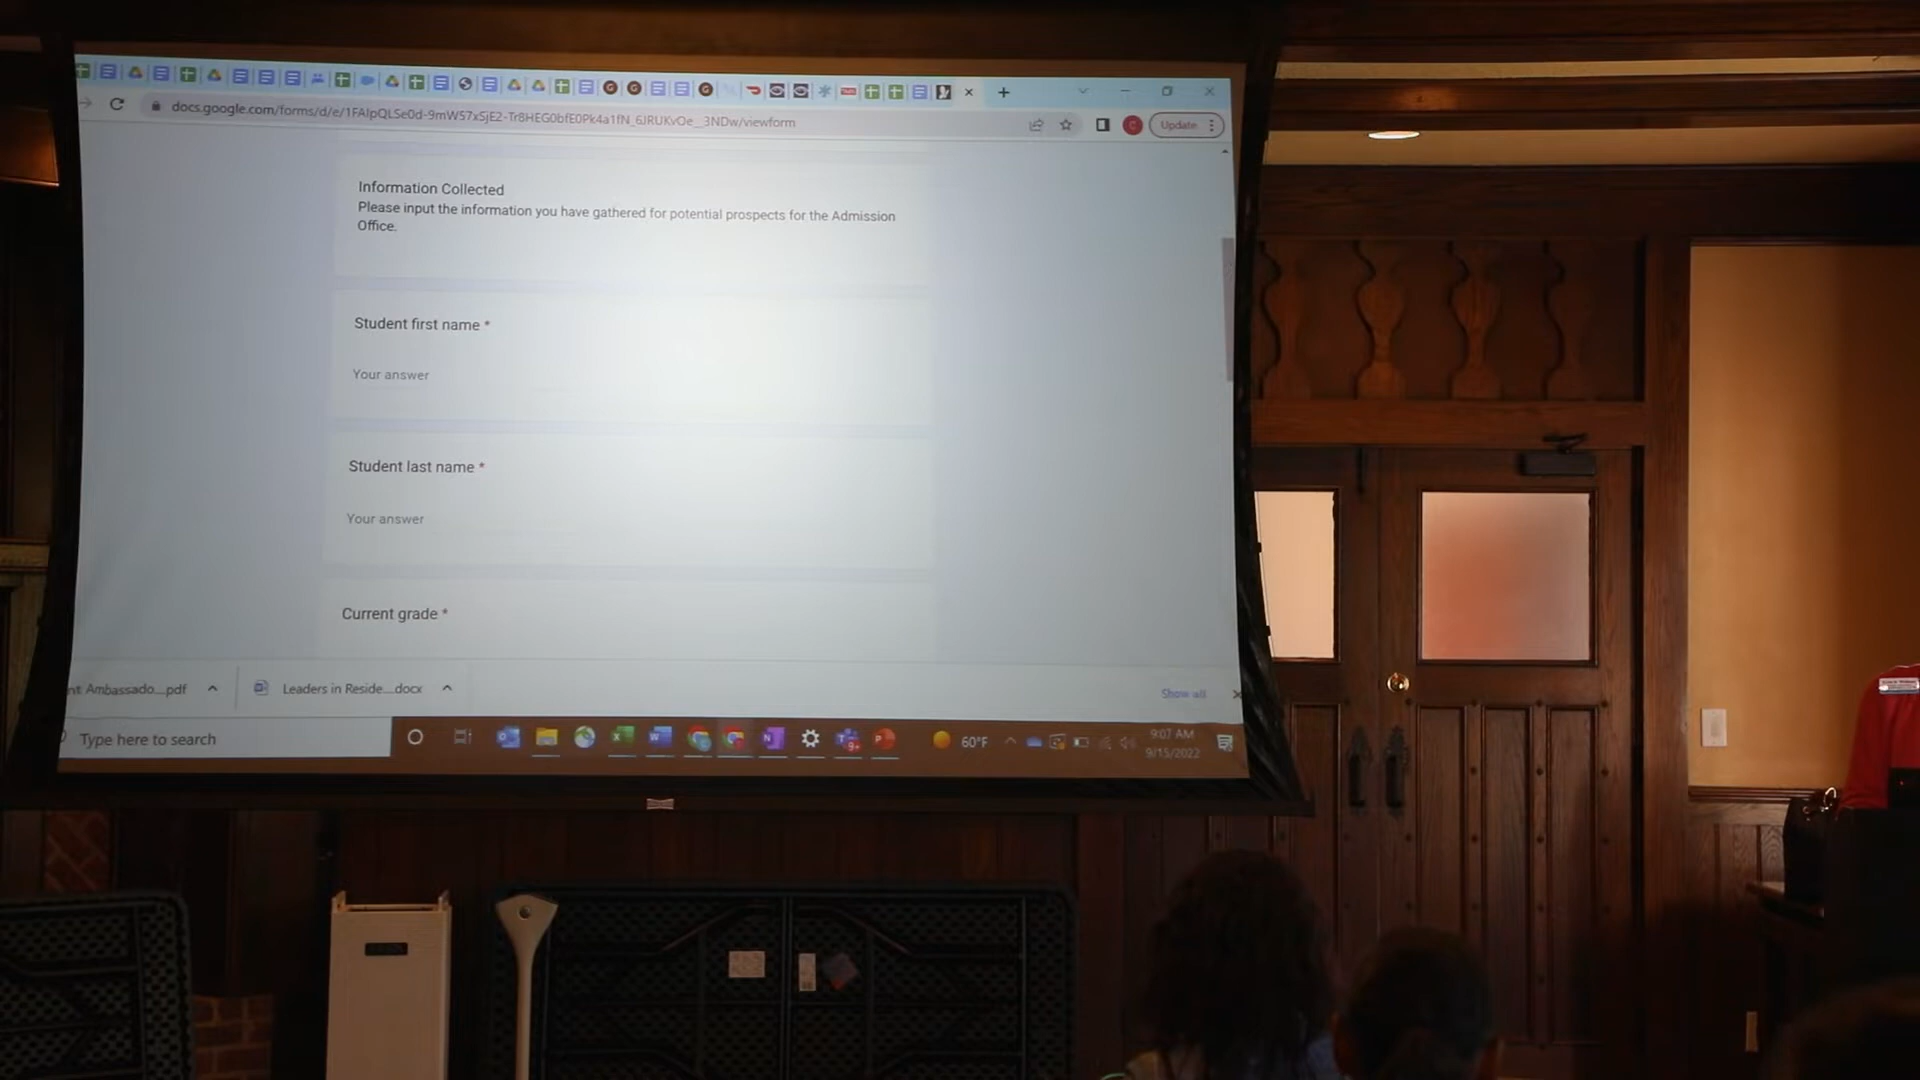 docs.google.com/forms/d/e/1FAIpQLSe0d-9mW57xSjE2-Tr8HEG0bfE0Pk4a1fN_6JRUKvOe__3NDw/viewform
Update
Information Collected
Please input the information you have gathered for potential prospects for the Admission
Office.
Student first name *
Your answer
Student last name *
Your answer
Current grade *
nt Ambassado....pdf
Leaders in Reside....docx
Show all
Type here to search
60°F
9:07 AM
9/15/2022